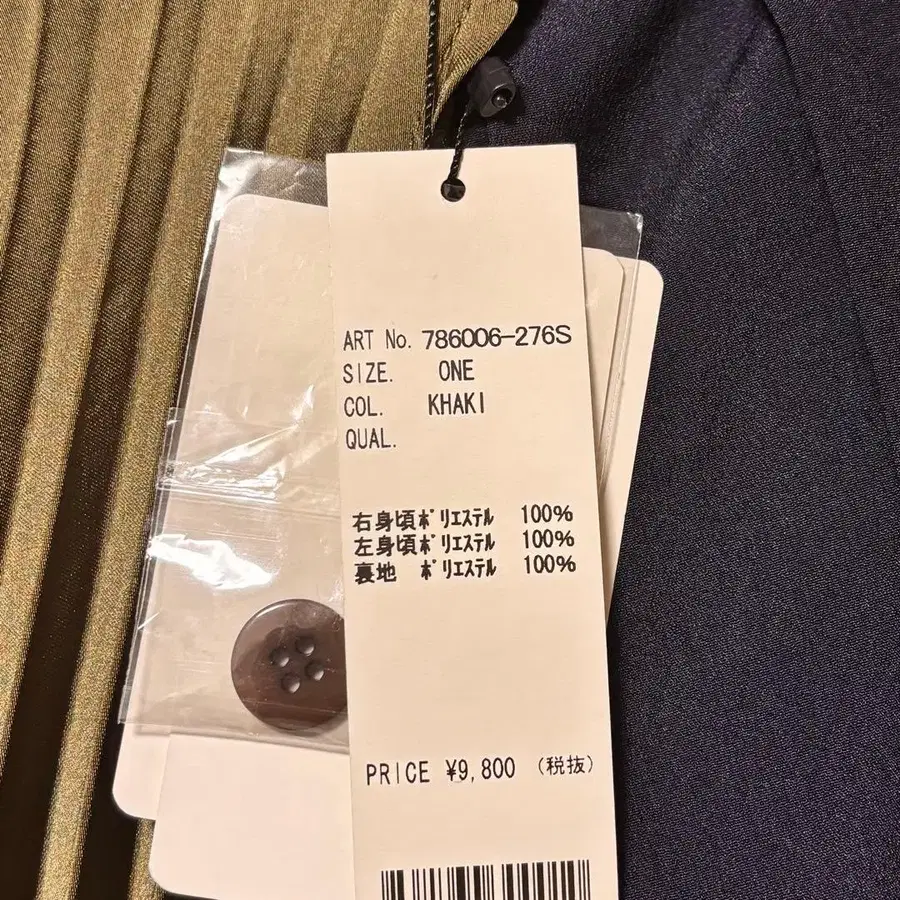 ART No. 786006-276S
SIZE. ONE
COL. KHAKI
QUAL.
右身頃ﾎﾟﾘｴｽﾃﾙ 100%
左身頃ﾎﾟﾘｴｽﾃﾙ 100%
裏地 ﾎﾟﾘｴｽﾃﾙ 100%
PRICE ¥9,800 (税抜)